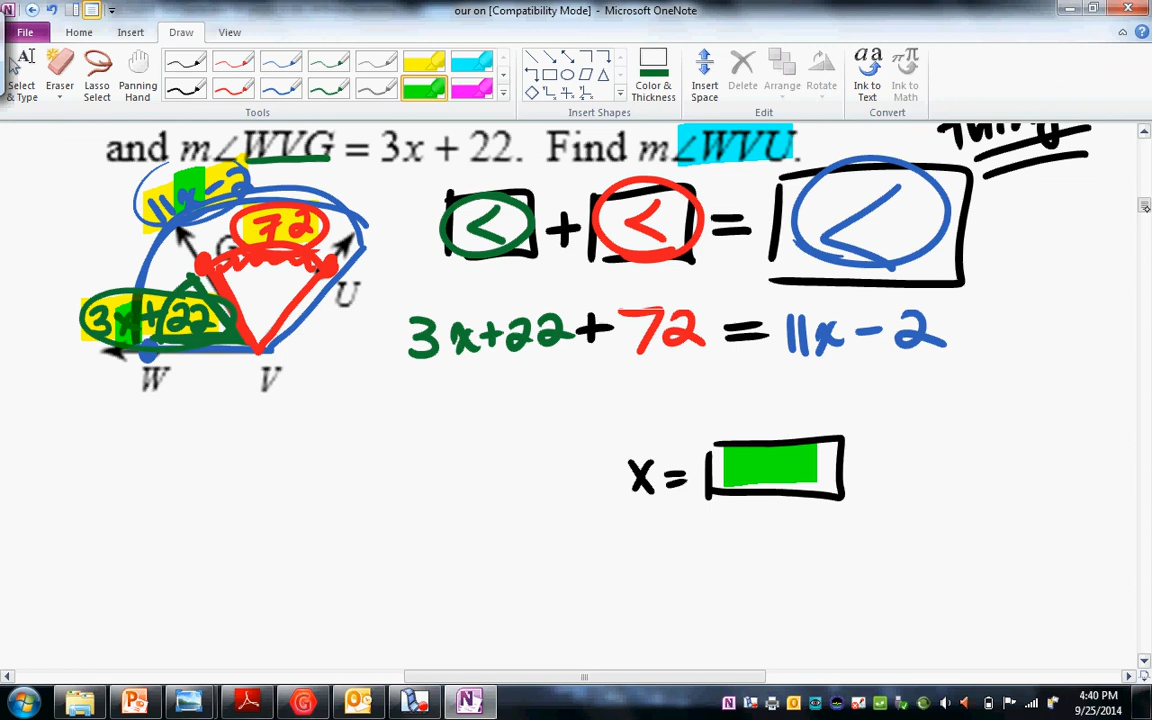 our on [Compatibility Mode] - Microsoft OneNote
File Home Insert Draw View
Select & Type
Eraser
Lasso Select
Panning Hand
Color & Thickness
Insert Space
Delete
Arrange
Rotate
Ink to Text
Ink to Math
Tools
Insert Shapes
Edit
Convert
and m∠WVG = 3x + 22. Find m∠WVU.
11x - 2
72
G
U
3x+22
W V
< + < = <
3x+22 + 72 = 11x - 2
x =
4:40 PM
9/25/2014